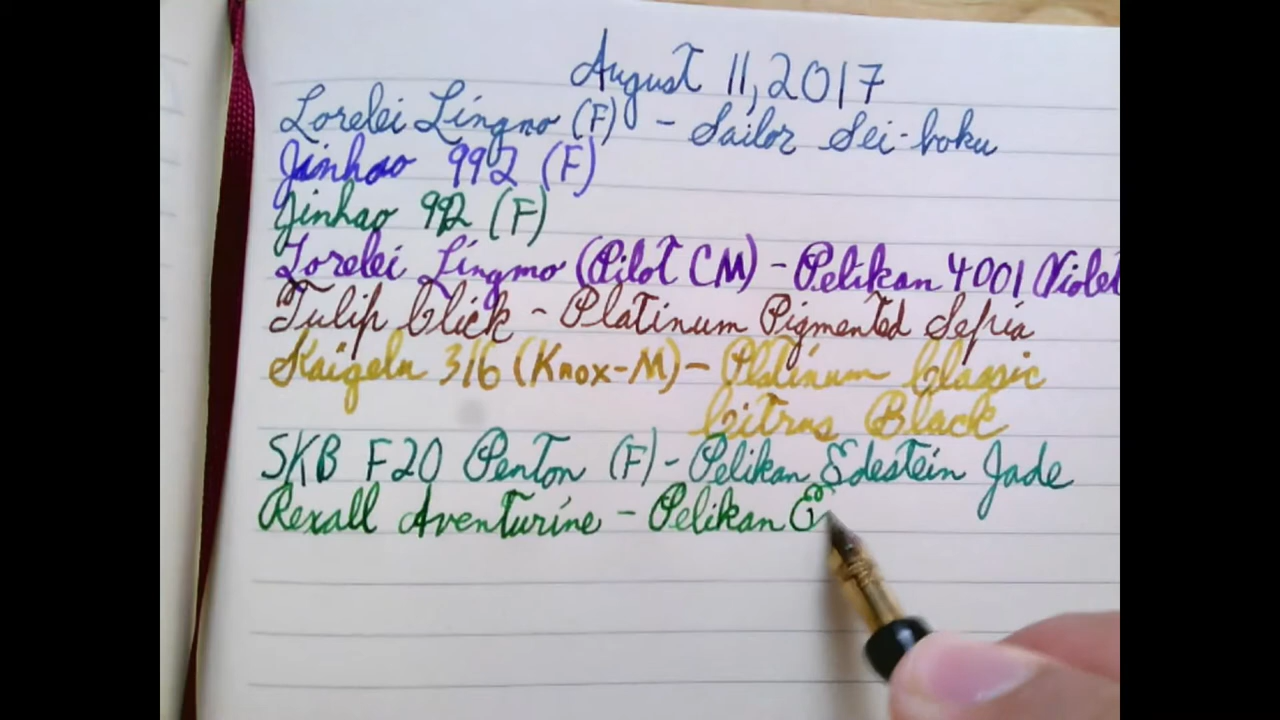 August 11, 2017
Lorelei Lingmo (F) - Sailor Sei-boku
Jinhao 992 (F)
Jinhao 992 (F)
Lorelei Lingmo (Pilot CM) - Pelikan 4001 Violet
Tulip Click - Platinum Pigmented Sepia
Kaigelu 316 (Knox-M) - Platinum Classic
Citrus Black
SKB F20 Penton (F) - Pelikan Edestein Jade
Rexall Aventurine - Pelikan E